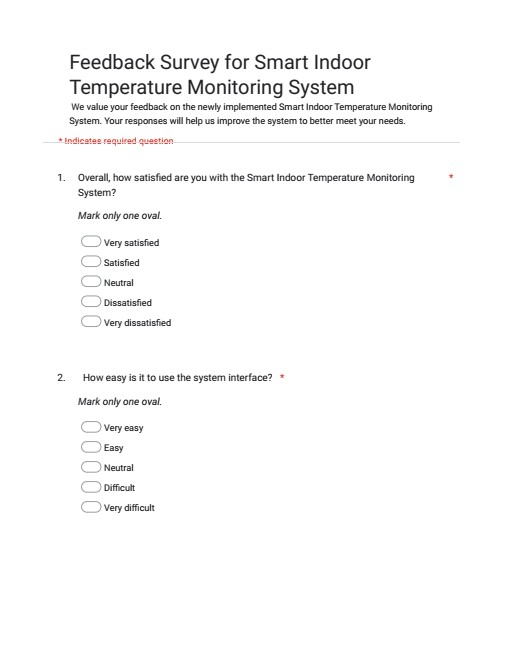 Feedback Survey for Smart Indoor
Temperature Monitoring System
We value your feedback on the newly implemented Smart Indoor Temperature Monitoring
System. Your responses will help us improve the system to better meet your needs.
* Indicates required question
1. Overall, how satisfied are you with the Smart Indoor Temperature Monitoring *
System?
Mark only one oval.
Very satisfied
Satisfied
Neutral
Dissatisfied
Very dissatisfied
2. How easy is it to use the system interface? *
Mark only one oval.
Very easy
Easy
Neutral
Difficult
Very difficult